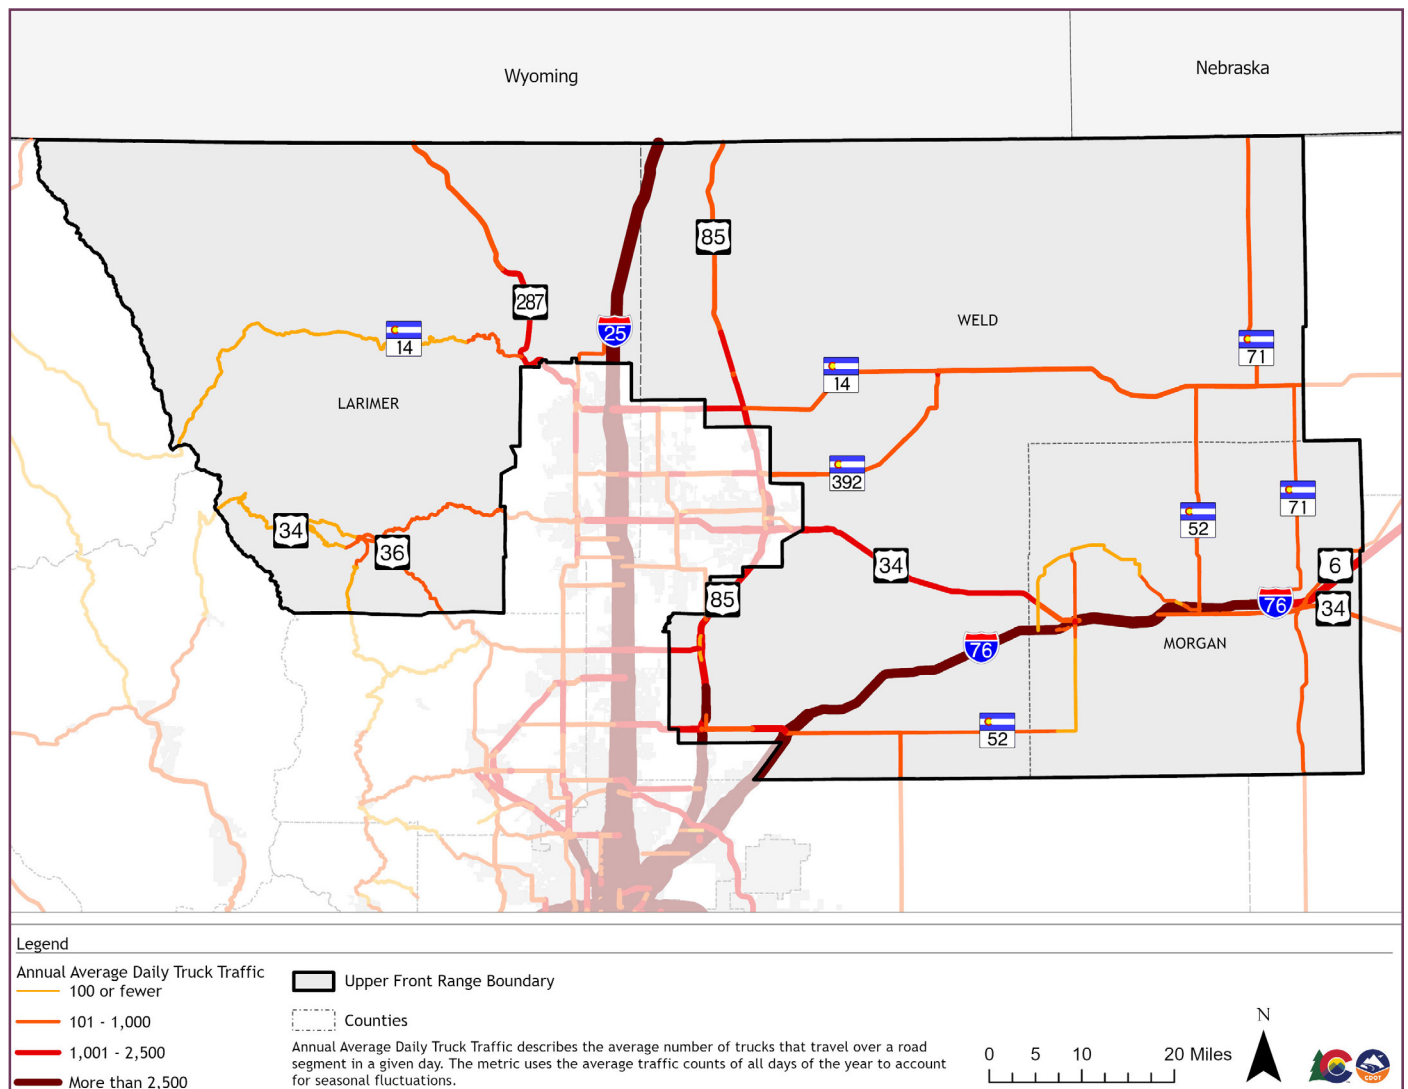 Wyoming
Nebraska
85
287
25
WELD
71
14
14
LARIMER
392
71
52
34
36
34
6
85
76
34
76
MORGAN
52
Legend
Annual Average Daily Truck Traffic
100 or fewer
101 - 1,000
1,001 - 2,500
More than 2,500
Upper Front Range Boundary
Counties
Annual Average Daily Truck Traffic describes the average number of trucks that travel over a road
segment in a given day. The metric uses the average traffic counts of all days of the year to account
for seasonal fluctuations.
0 5 10 20 Miles
N
CDOT